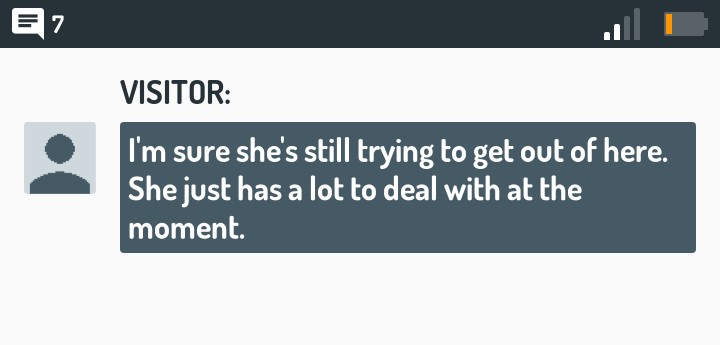 7
VISITOR:
I'm sure she's still trying to get out of here.
She just has a lot to deal with at the
moment.